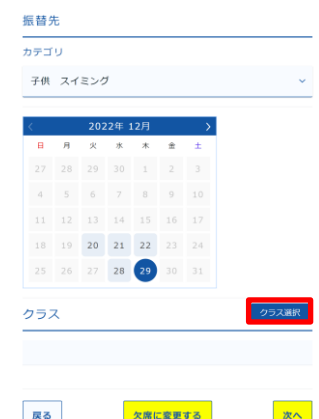 振替先
カテゴリ
子供 スイミング
2022年 12月
日 月 火 水 木 金 土
27 28 29 30 1 2 3
4 5 6 7 8 9 10
11 12 13 14 15 16 17
18 19 20 21 22 23 24
25 26 27 28 29 30 31
クラス
クラス選択
戻る 欠席に変更する 次へ